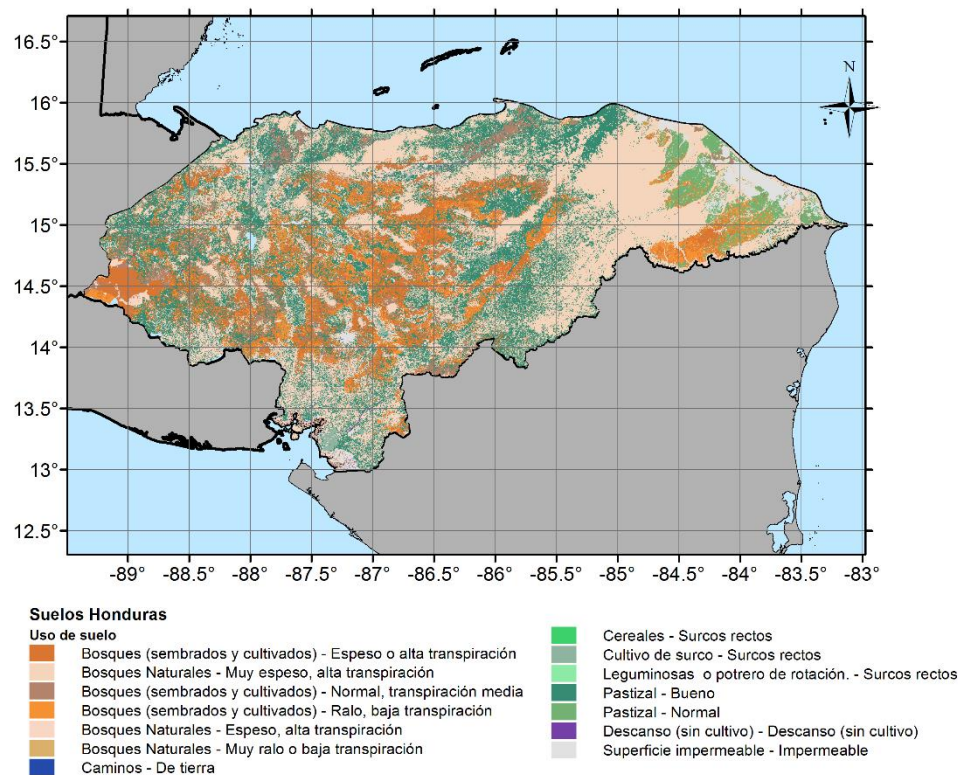 16.5°
16°
15.5°
15°
14.5°
14°
13.5°
13°
12.5°
N
-89° -88.5° -88° -87.5° -87° -86.5° -86° -85.5° -85° -84.5° -84° -83.5° -83°
Suelos Honduras
Uso de suelo
Bosques (sembrados y cultivados) - Espeso o alta transpiración
Bosques Naturales - Muy espeso, alta transpiración
Bosques (sembrados y cultivados) - Normal, transpiración media
Bosques (sembrados y cultivados) - Ralo, baja transpiración
Bosques Naturales - Espeso, alta transpiración
Bosques Naturales - Muy ralo o baja transpiración
Caminos - De tierra
Cereales - Surcos rectos
Cultivo de surco - Surcos rectos
Leguminosas o potrero de rotación. - Surcos rectos
Pastizal - Bueno
Pastizal - Normal
Descanso (sin cultivo) - Descanso (sin cultivo)
Superficie impermeable - Impermeable